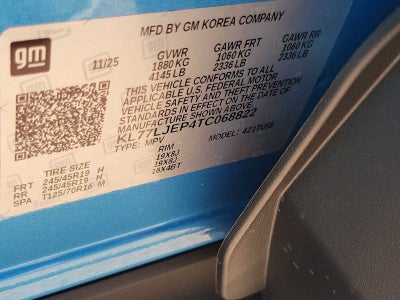 MFD BY GM KOREA COMPANY
gm
11/25
GVWR GAWR FRT GAWR RR
1880 KG 1060 KG 1060 KG
4145 LB 2336 LB 2336 LB
THIS VEHICLE CONFORMS TO ALL
APPLICABLE U.S. FEDERAL MOTOR
VEHICLE SAFETY AND THEFT PREVENTION
STANDARDS IN EFFECT ON THE DATE OF
MANUFACTURE SHOWN ABOVE.
KL77LJEP4TC068822
TYPE: MPV MODEL: 421TU58
TIRE SIZE RIM
FRT 245/45R19 H 19X8J
RR 245/45R19 H 19X8J
SPA T125/70R16 M 16X4BT